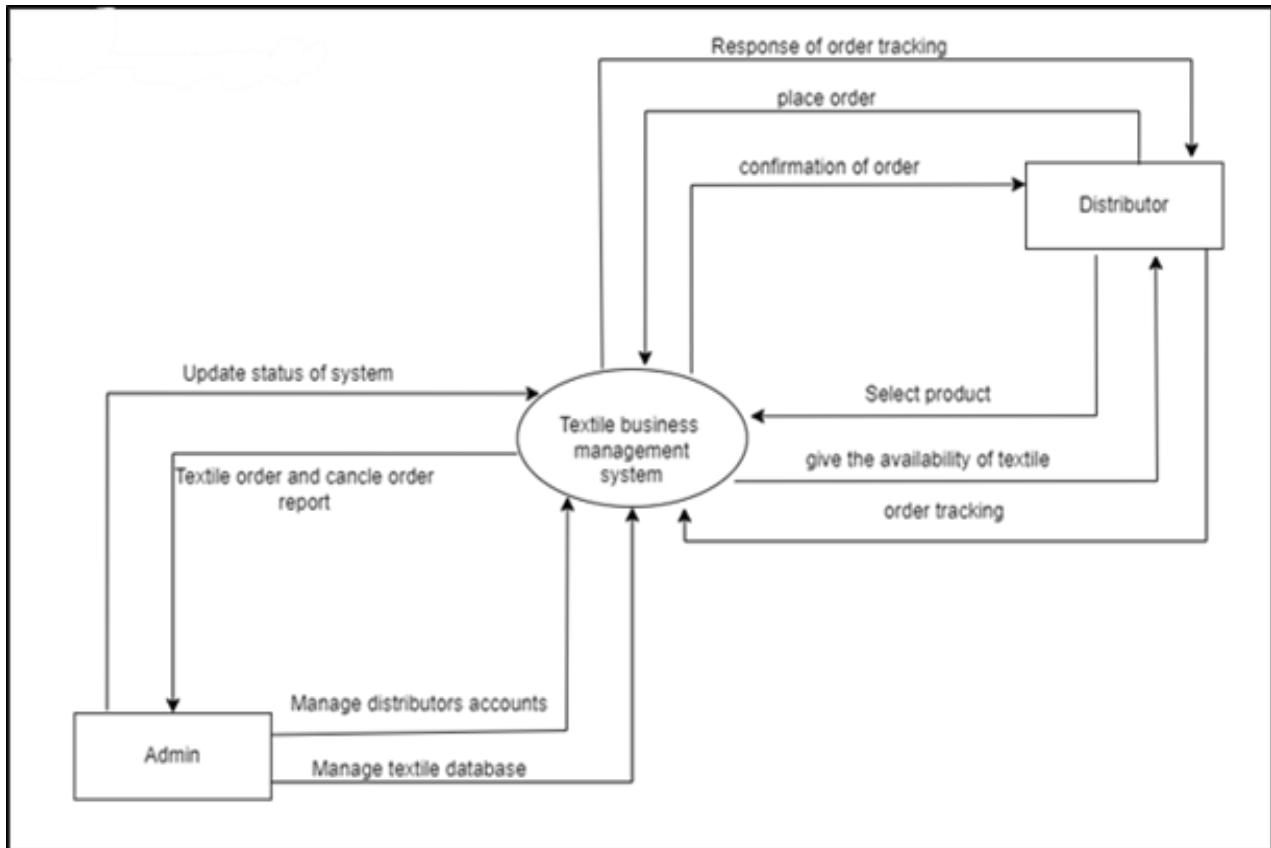 Response of order tracking
place order
confirmation of order
Distributor
Update status of system
Select product
Textile business
management
system
give the availability of textile
Textile order and cancle order
report
order tracking
Manage distributors accounts
Admin
Manage textile database